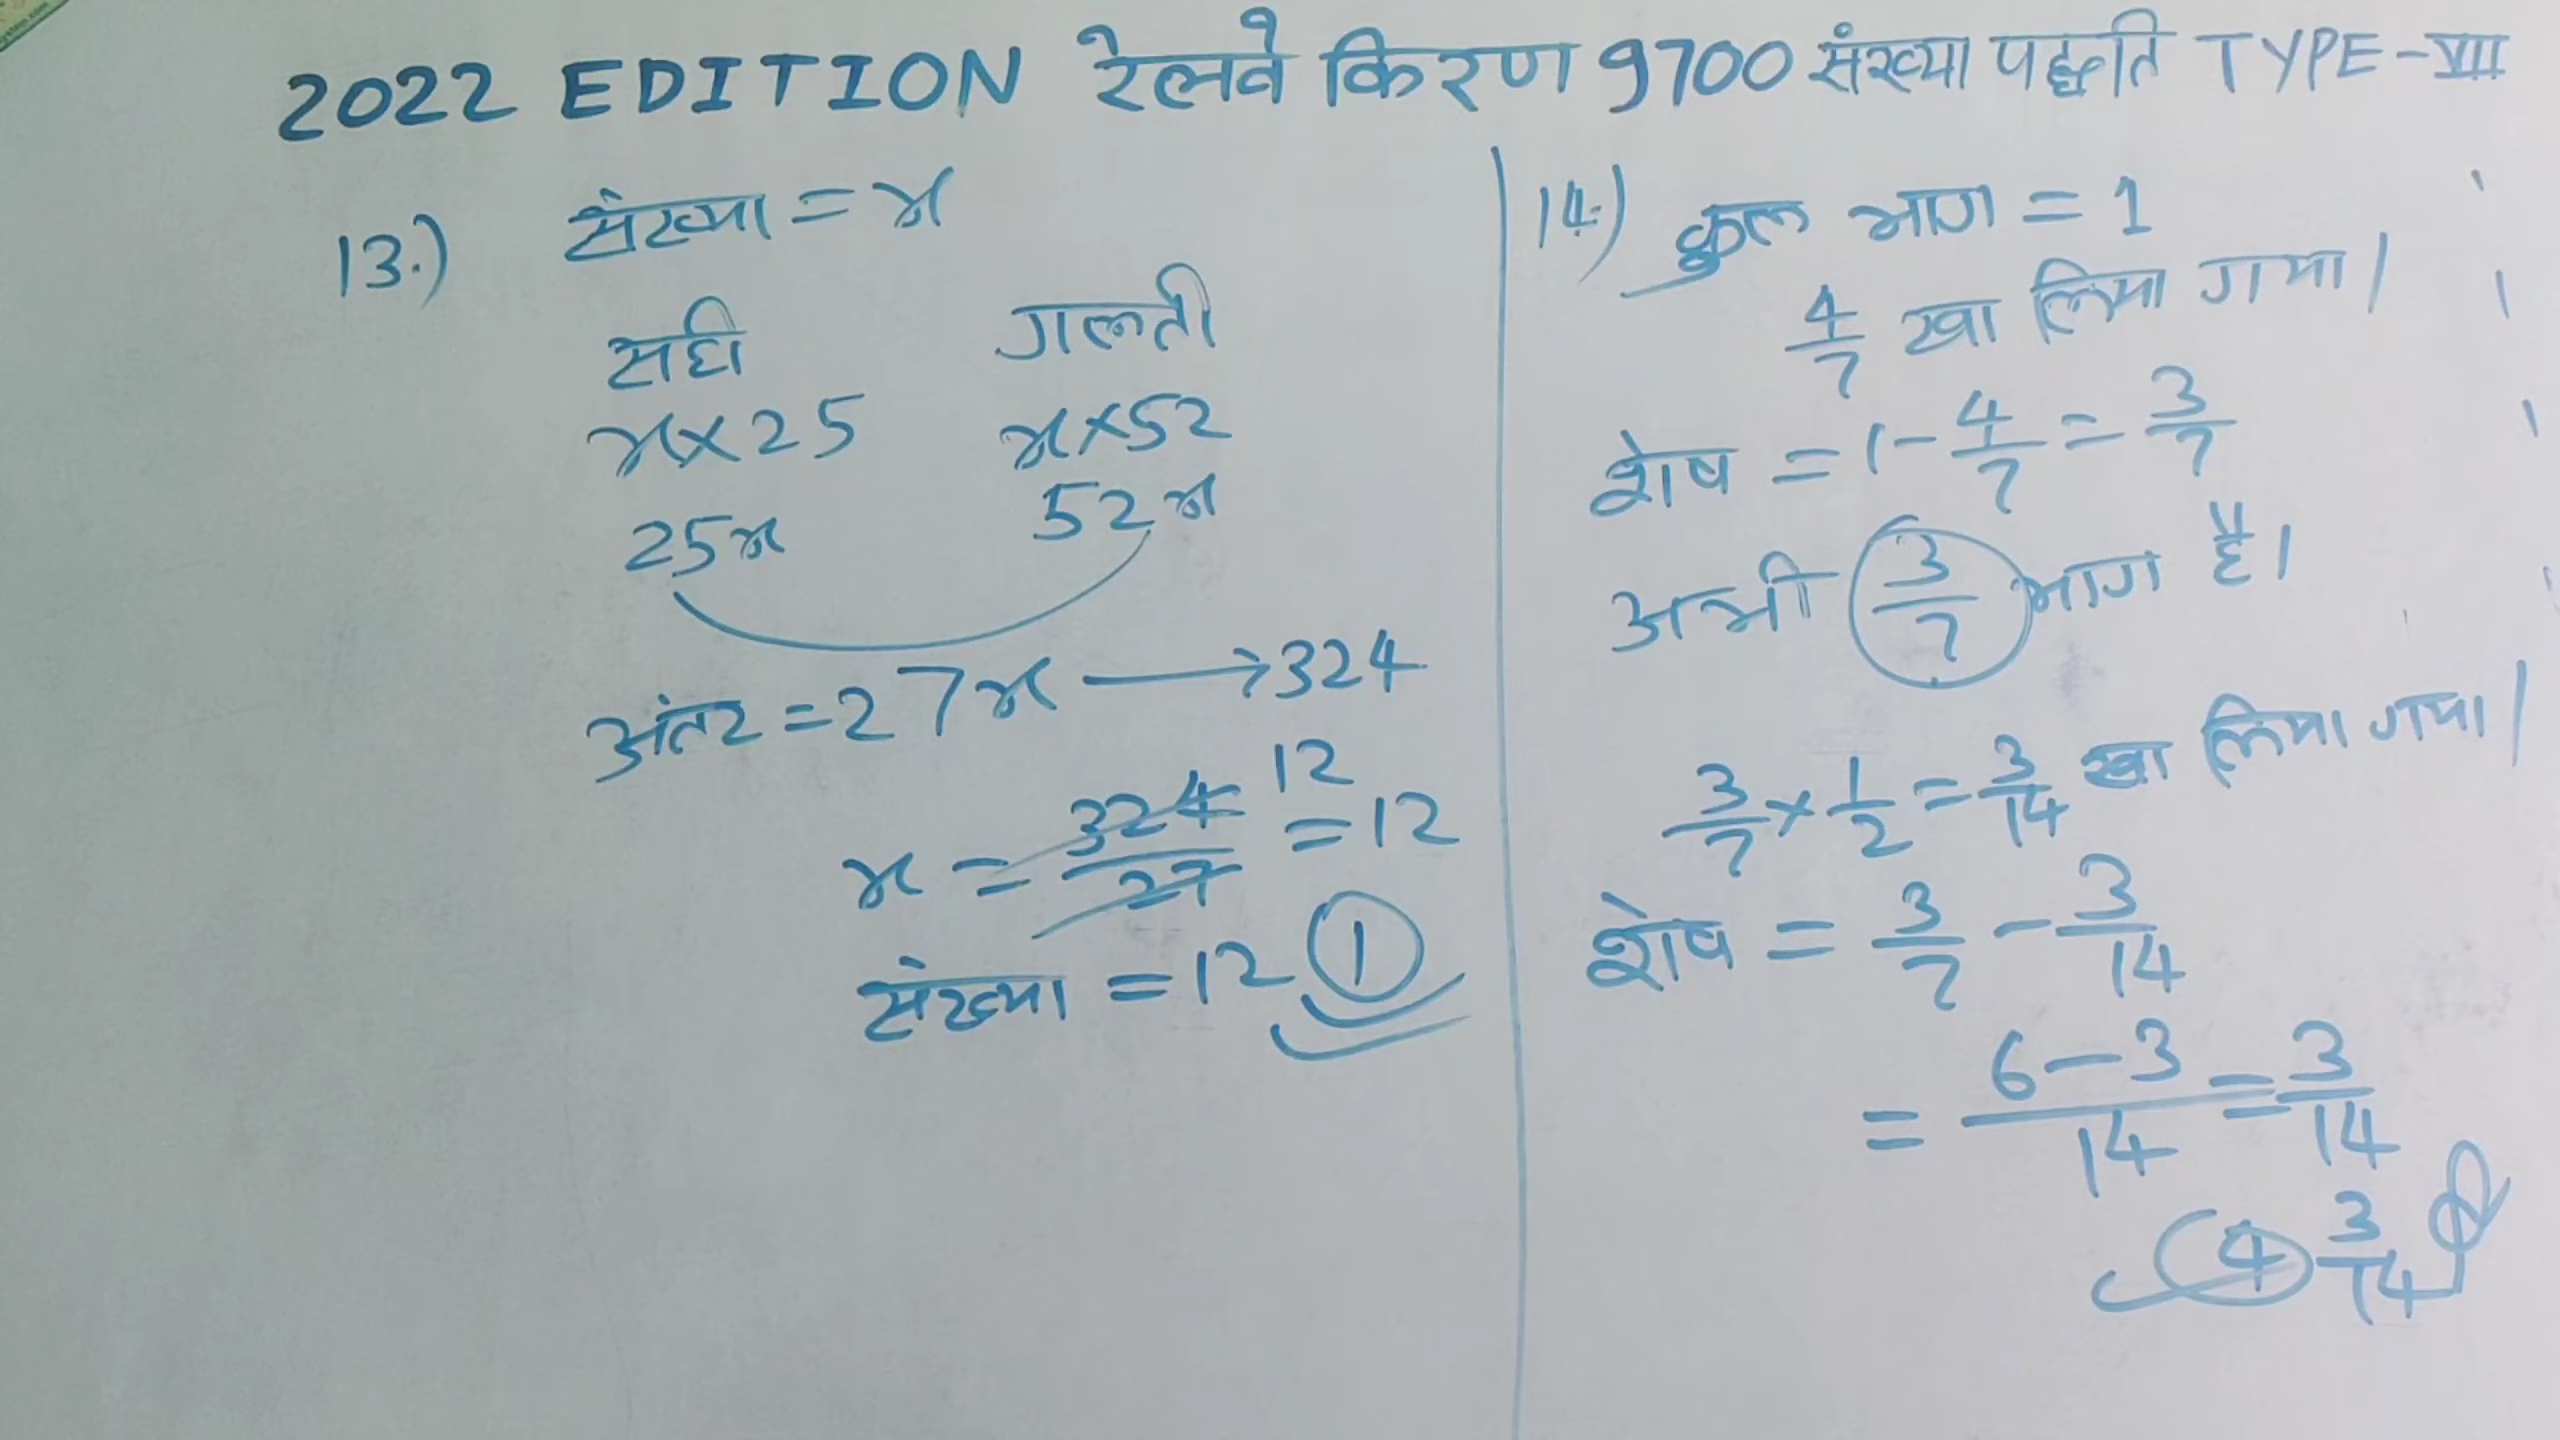 2022 EDITION रेलवे किरण 9700 संख्या पद्धति TYPE-VII
13.) संख्या = x
सही गलती
x×25 x×52
25x 52x
अंतर = 27x → 324
x = 324/27 12 = 12
संख्या = 12 1
14.) कुल भाग = 1
4/7 खा लिया गया।
शेष = 1 - 4/7 = 3/7
अभी 3/7 भाग है।
3/7 × 1/2 = 3/14 खा लिया गया।
शेष = 3/7 - 3/14
= 6-3/14 = 3/14
4 3/14